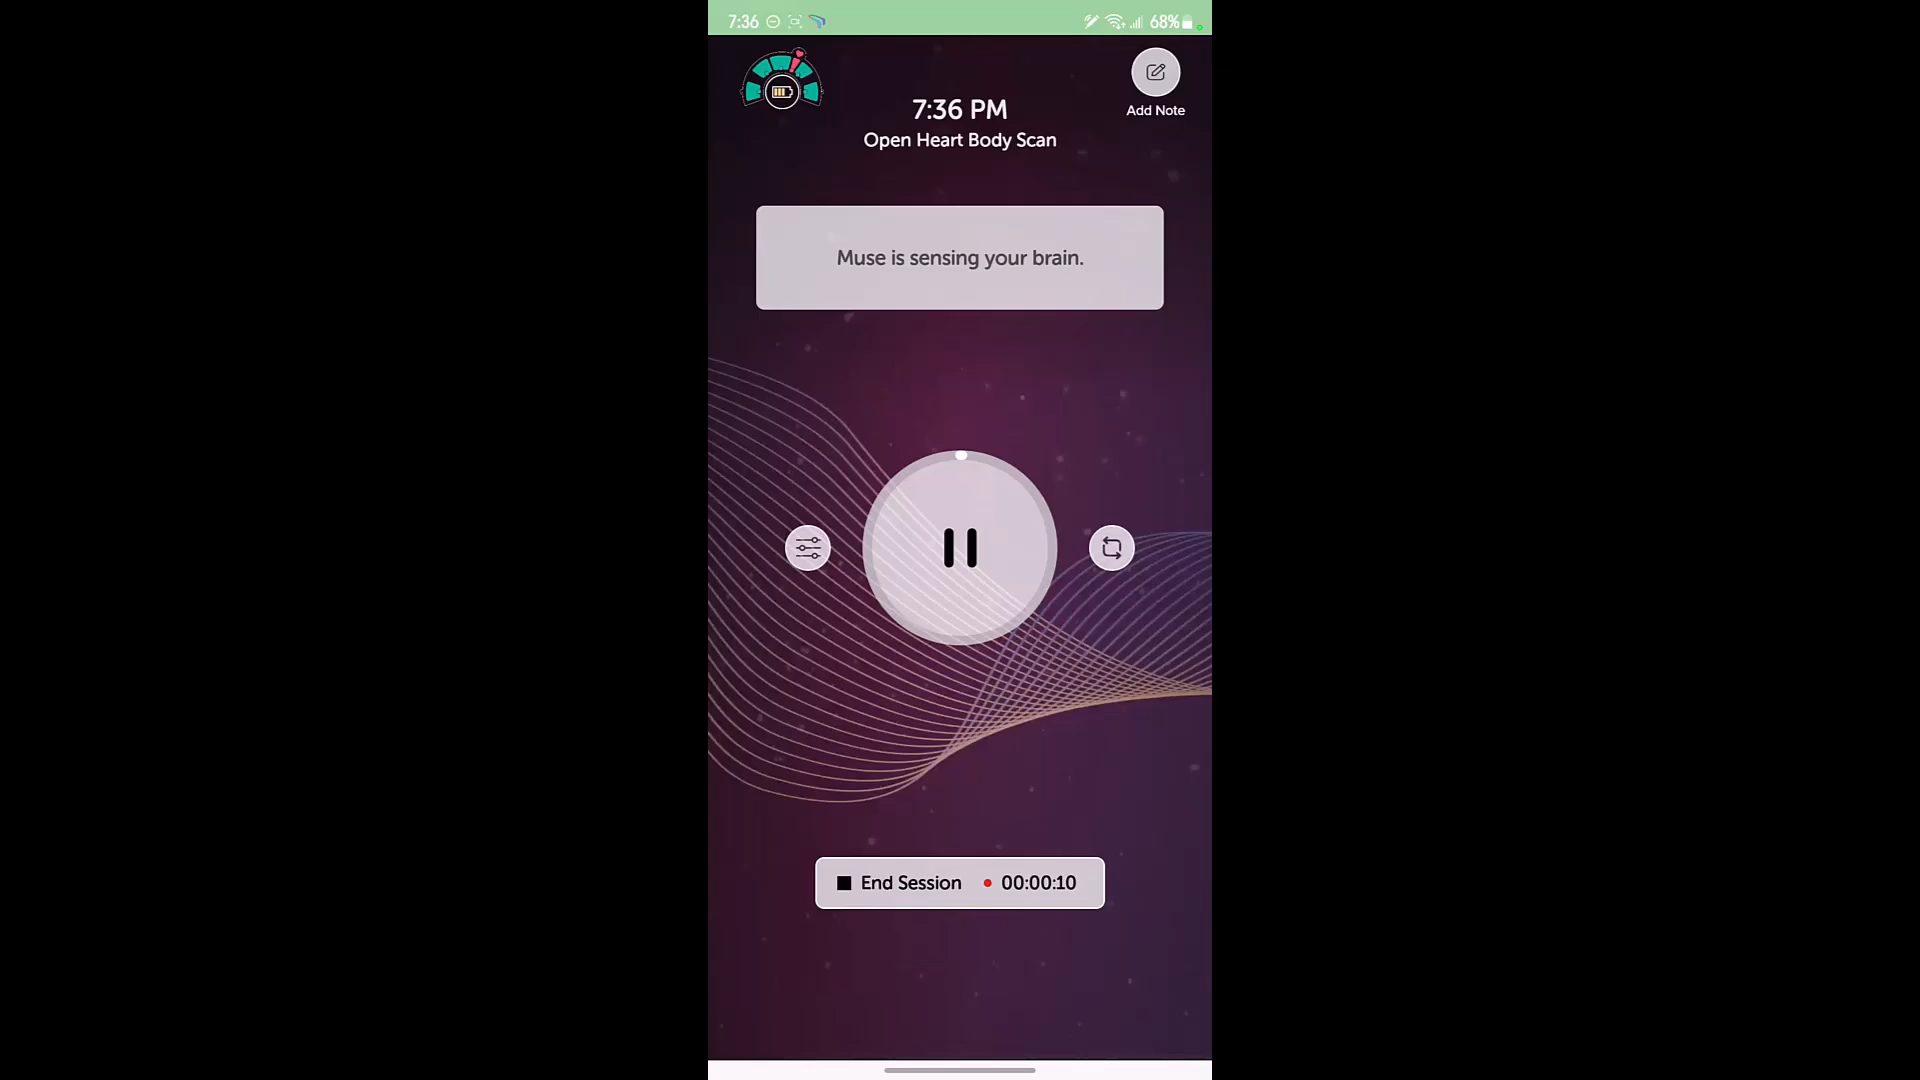 7:36
68%
Add Note
7:36 PM
Open Heart Body Scan
Muse is sensing your brain.
End Session
00:00:10